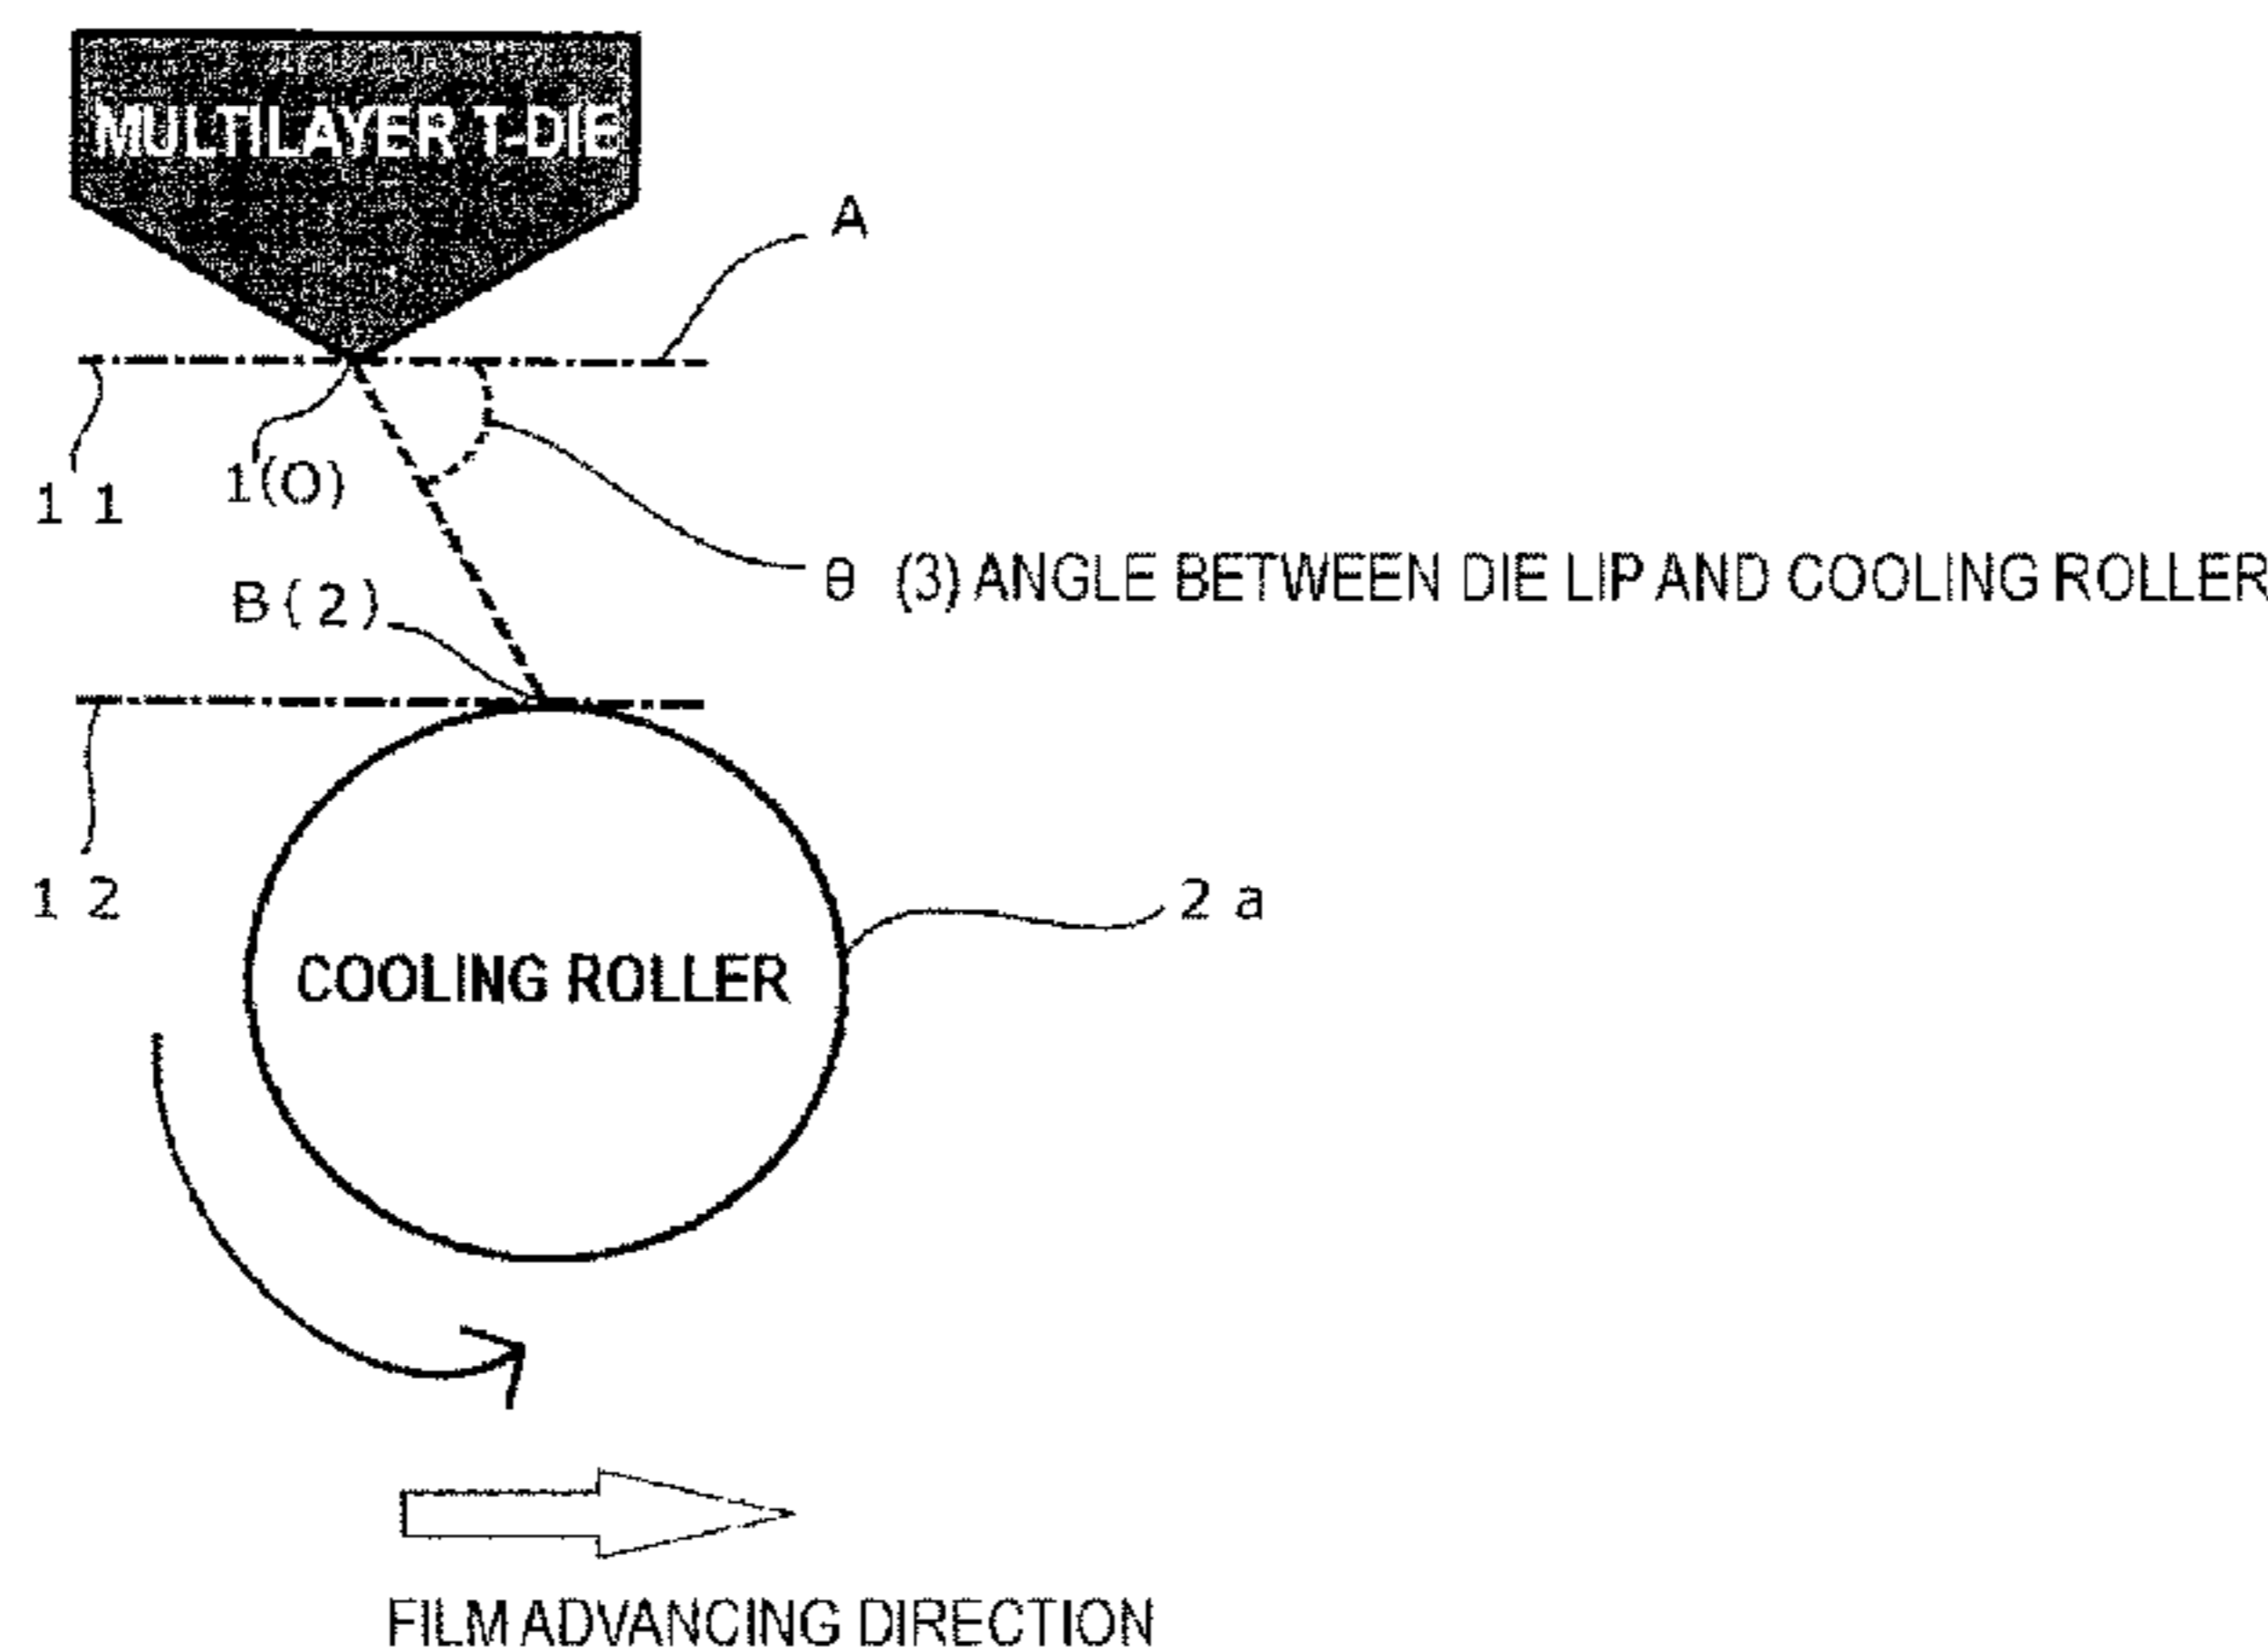 MULTILAYER T-DIE
A
1 1
1(O)
θ (3) ANGLE BETWEEN DIE LIP AND COOLING ROLLER
B(2)
1 2
2 a
COOLING ROLLER
FILM ADVANCING DIRECTION